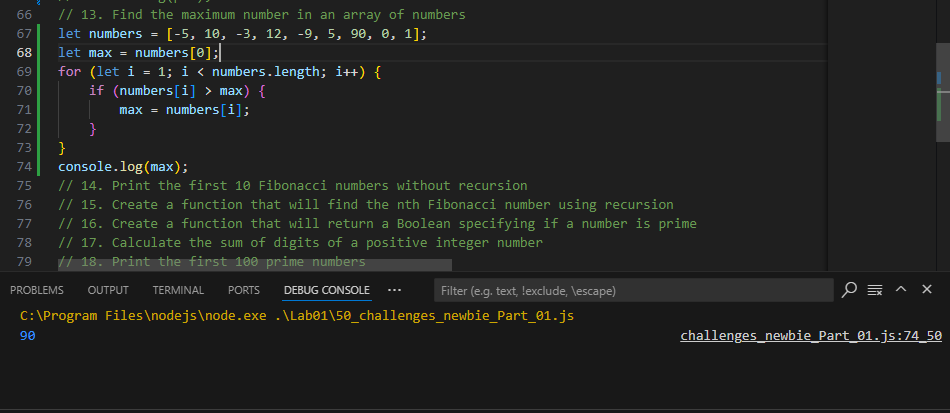 66 // 13. Find the maximum number in an array of numbers
67 let numbers = [-5, 10, -3, 12, -9, 5, 90, 0, 1];
68 let max = numbers[0];
69 for (let i = 1; i < numbers.length; i++) {
70 if (numbers[i] > max) {
71 max = numbers[i];
72 }
73 }
74 console.log(max);
75 // 14. Print the first 10 Fibonacci numbers without recursion
76 // 15. Create a function that will find the nth Fibonacci number using recursion
77 // 16. Create a function that will return a Boolean specifying if a number is prime
78 // 17. Calculate the sum of digits of a positive integer number
79 // 18. Print the first 100 prime numbers
PROBLEMS OUTPUT TERMINAL PORTS DEBUG CONSOLE ··· Filter (e.g. text, !exclude, \escape)
C:\Program Files\nodejs\node.exe .\Lab01\50_challenges_newbie_Part_01.js
90 challenges_newbie_Part_01.js:74_50